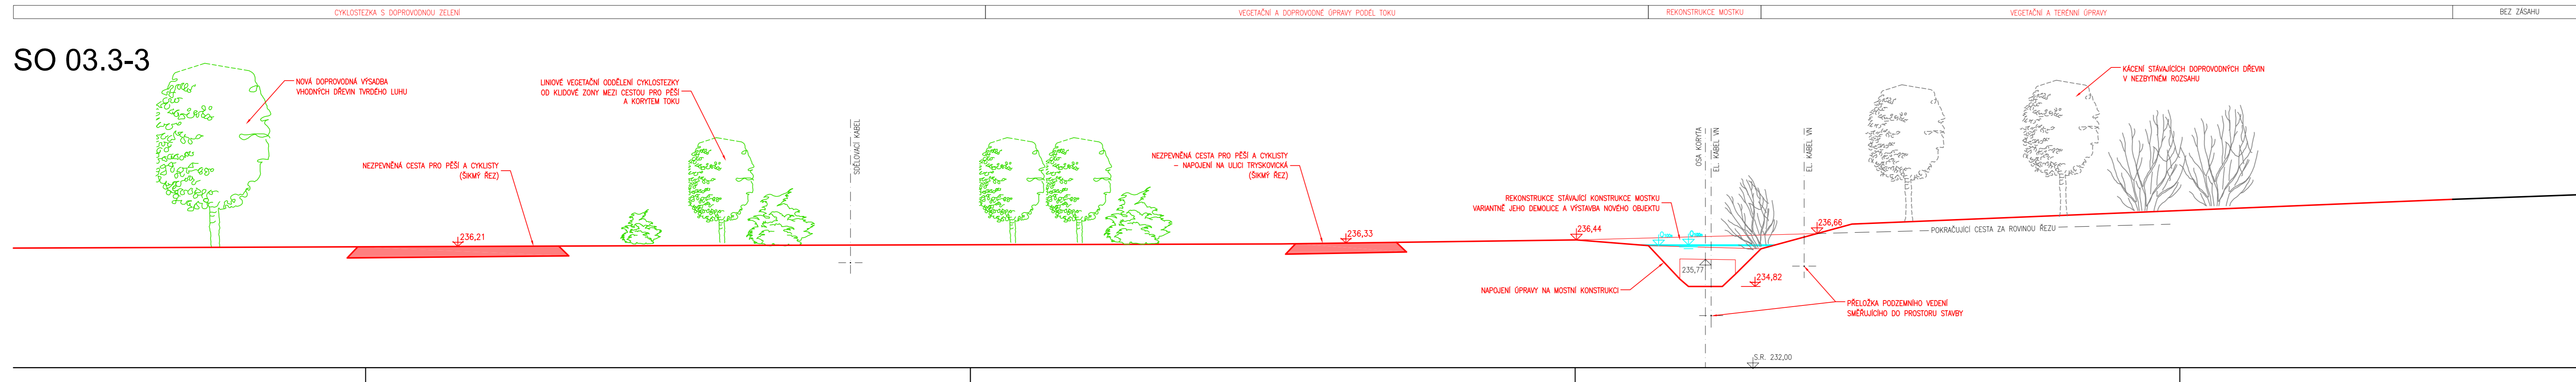 CYKLOSTEZKA S DOPROVODNOU ZELENÍ
VEGETAČNÍ A DOPROVODNÉ ÚPRAVY PODÉL TOKU
REKONSTRUKCE MOSTKU
VEGETAČNÍ A TERÉNNÍ ÚPRAVY
BEZ ZÁSAHU
SO 03.3-3
NOVÁ DOPROVODNÁ VÝSADBA
VHODNÝCH DŘEVIN TVRDÉHO LUHU
LINIOVÉ VEGETAČNÍ ODDĚLENÍ CYKLOSTEZKY
OD KLIDOVÉ ZONY MEZI CESTOU PRO PĚŠÍ
A KORYTEM TOKU
KÁCENÍ STÁVAJÍCÍCH DOPROVODNÝCH DŘEVIN
V NEZBYTNÉM ROZSAHU
NEZPEVNĚNÁ CESTA PRO PĚŠÍ A CYKLISTY
(ŠIKMÝ ŘEZ)
SDĚLOVACÍ KABEL
NEZPEVNĚNÁ CESTA PRO PĚŠÍ A CYKLISTY
– NAPOJENÍ NA ULICI TRYSKOVICKÁ
(ŠIKMÝ ŘEZ)
OSA KORYTA
EL. KABEL VN
EL. KABEL VN
REKONSTRUKCE STÁVAJÍCÍ KONSTRUKCE MOSTKU
VARIANTNĚ JEHO DEMOLICE A VÝSTAVBA NOVÉHO OBJEKTU
236,21
236,33
236,44
236,66
POKRAČUJÍCÍ CESTA ZA ROVINOU ŘEZU
235,77
234,82
NAPOJENÍ ÚPRAVY NA MOSTNÍ KONSTRUKCI
PŘELOŽKA PODZEMNÍHO VEDENÍ
SMĚŘUJÍCÍHO DO PROSTORU STAVBY
S.R. 232,00